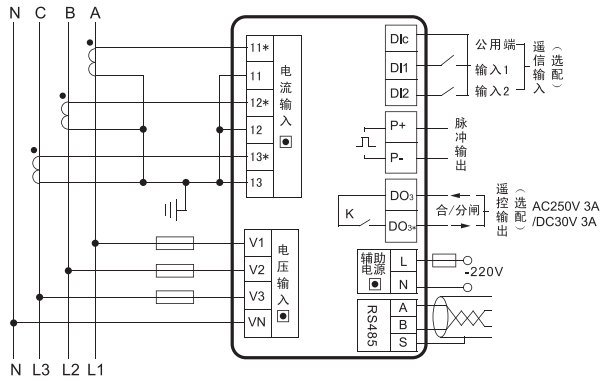 N C B A
11*
11
12*
12
13*
13
电流输入
V1
V2
V3
VN
电压输入
DIc
DI1
DI2
公用端
输入1
输入2
遥信输入
（选配）
P+
P-
脉冲输出
DO3
DO3*
K
合/分闸
遥控输出
（选配）
AC250V 3A
/DC30V 3A
辅助电源
L
N
-220V
RS485
A
B
S
N L3 L2 L1